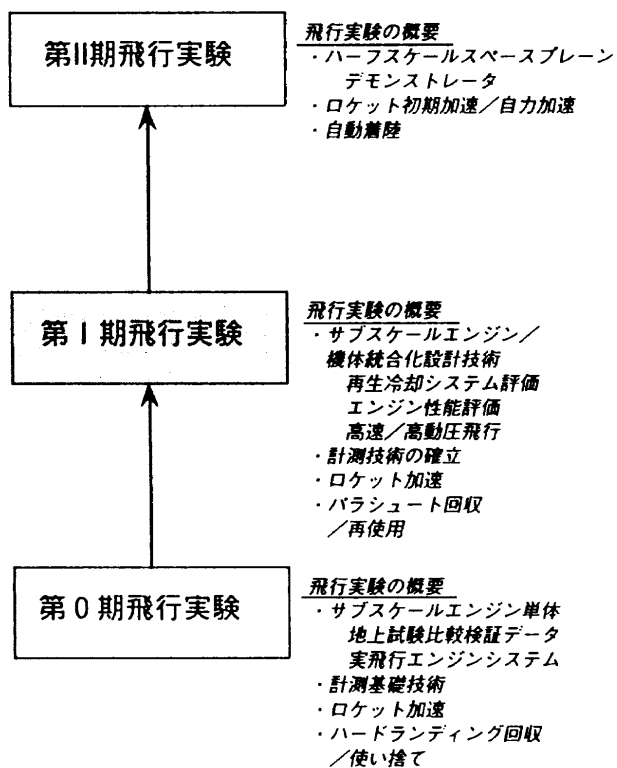 第II期飛行実験
飛行実験の概要
・ハーフスケールスペースプレーン
デモンストレータ
・ロケット初期加速／自力加速
・自動着陸
第I期飛行実験
飛行実験の概要
・サブスケールエンジン／
機体統合化設計技術
再生冷却システム評価
エンジン性能評価
高速／高動圧飛行
・計測技術の確立
・ロケット加速
・パラシュート回収
／再使用
第0期飛行実験
飛行実験の概要
・サブスケールエンジン単体
地上試験比較検証データ
実飛行エンジンシステム
・計測基礎技術
・ロケット加速
・ハードランディング回収
／使い捨て